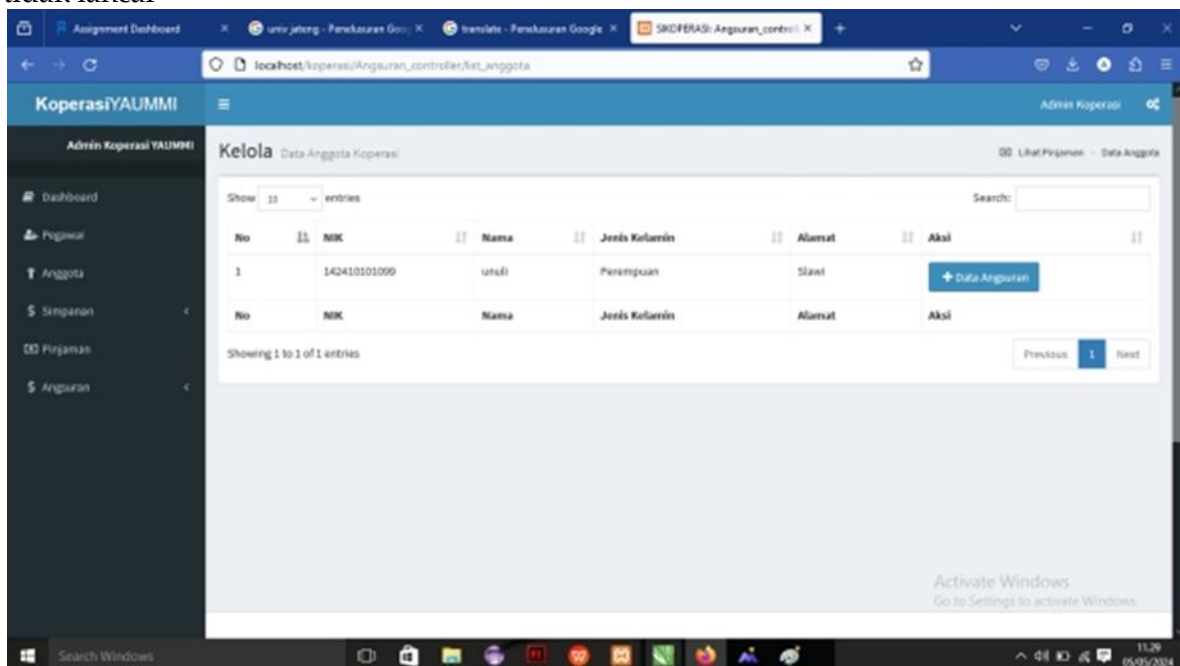 tidak lancar
Assignment Dashboard
univ jateng - Penelusuran Goog
translate - Penelusuran Google
SIKOPERASI: Angsuran_controll
localhost/koperasi/Angsuran_controller/list_anggota
KoperasiYAUMMI
Admin Koperasi
Admin Koperasi YAUMMI
Kelola Data Anggota Koperasi
Lihat Pinjaman > Data Anggota
Dashboard
Pegawai
Anggota
$ Simpanan
Pinjaman
$ Angsuran
Show 10 entries
Search:
No NIK Nama Jenis Kelamin Alamat Aksi
1 142410101099 unuli Perempuan Slawi + Data Angsuran
No NIK Nama Jenis Kelamin Alamat Aksi
Showing 1 to 1 of 1 entries
Previous 1 Next
Activate Windows
Go to Settings to activate Windows.
Search Windows
11.29
05/05/2024